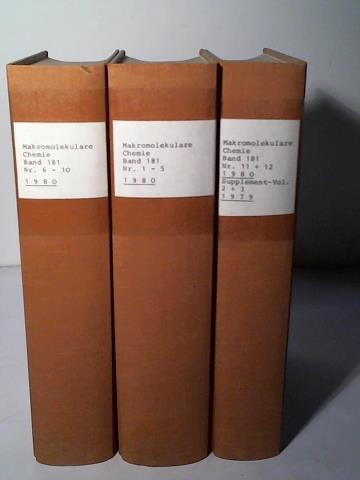 Makromolekulare
Chemie
Band 181
Nr. 6 - 10
1980
Makromolekulare
Chemie
Band 181
Nr. 1 - 5
1980
Makromolekulare
Chemie
Band 181
Nr. 11 + 12
1980
Supplement-Vol.
2 + 3
1979